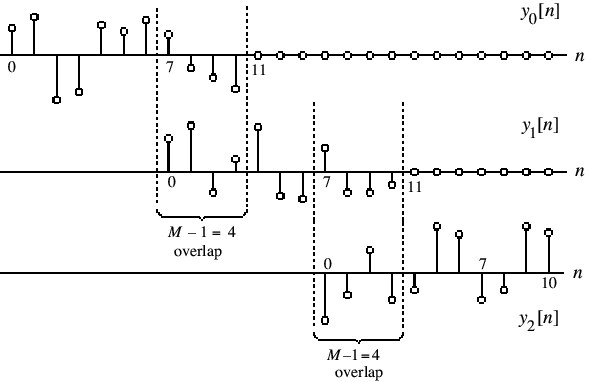 y0[n]
0 7 11 n
y1[n]
0 7 11 n
M – 1 = 4
overlap
0 7 10 n
y2[n]
M –1=4
overlap